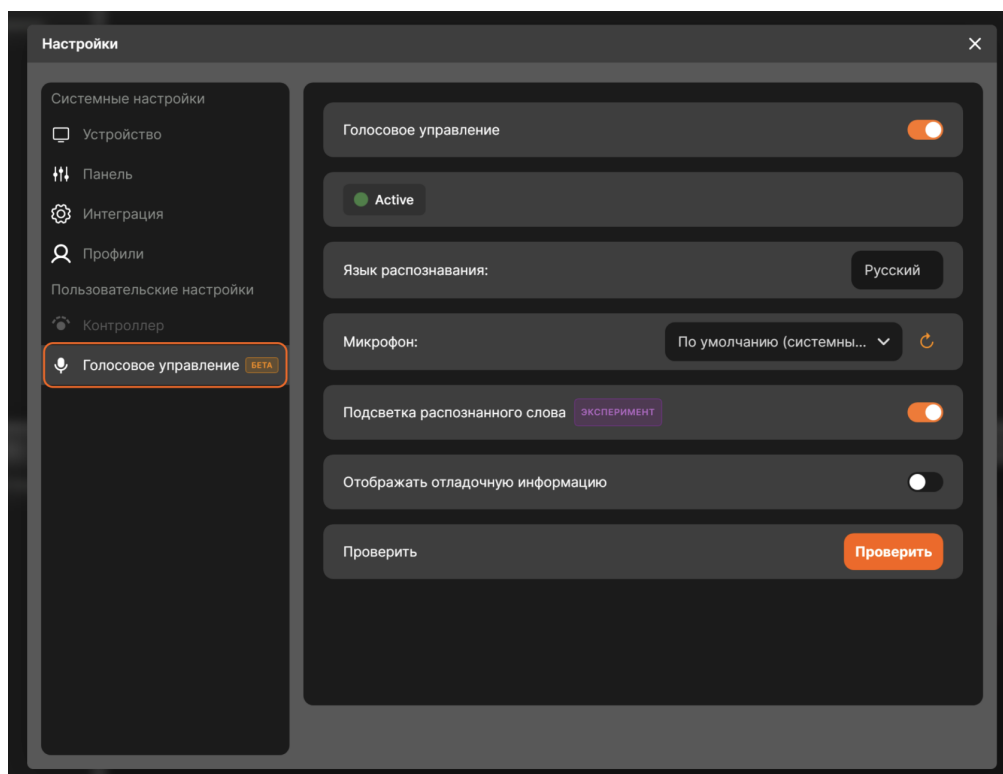 Настройки
Системные настройки
Устройство
Панель
Интеграция
Профили
Пользовательские настройки
Контроллер
Голосовое управление БЕТА
Голосовое управление
Active
Язык распознавания:
Русский
Микрофон:
По умолчанию (системны...
Подсветка распознанного слова ЭКСПЕРИМЕНТ
Отображать отладочную информацию
Проверить
Проверить